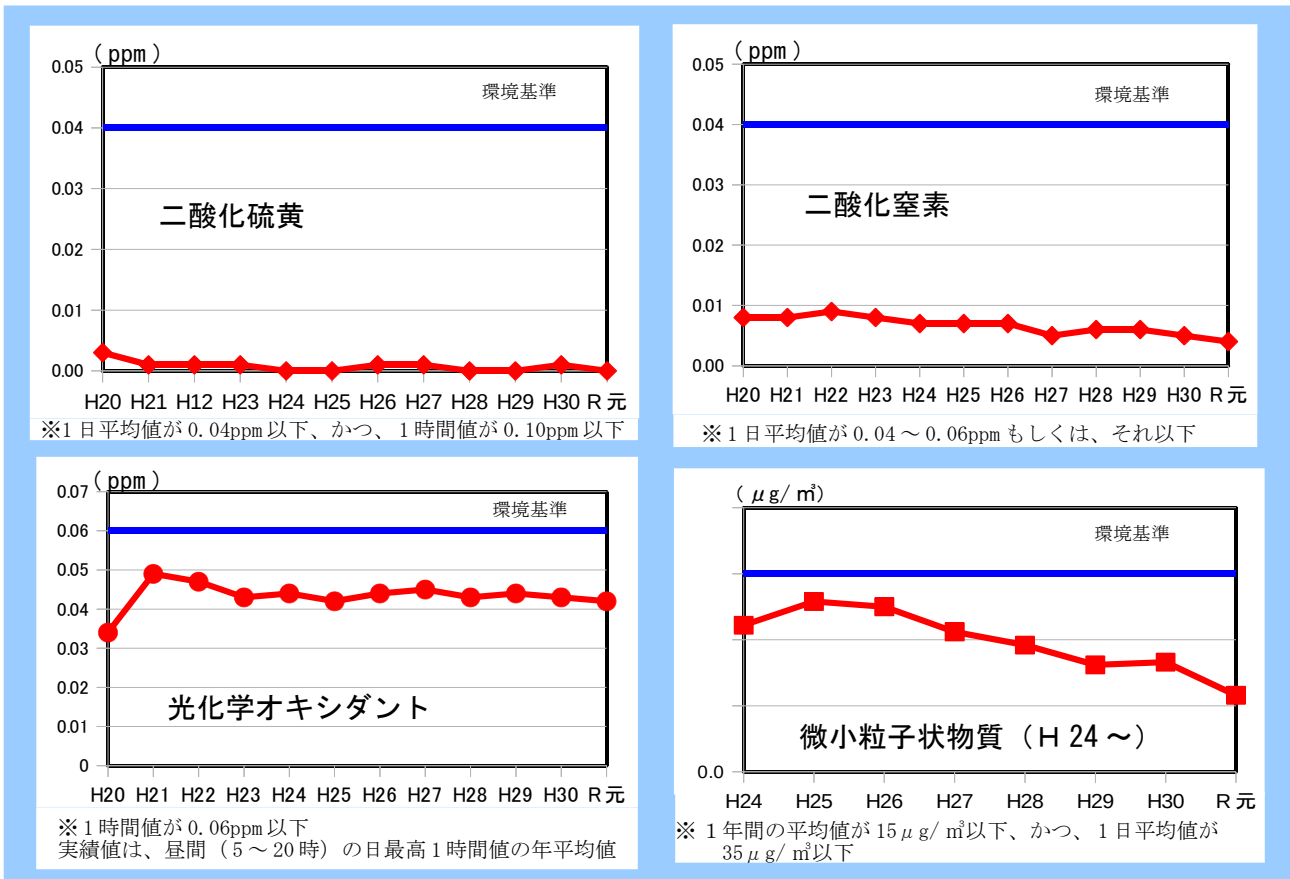 (ppm)
0.05
環境基準
0.04
0.03
二酸化硫黄
0.02
0.01
0.00
H20 H21 H12 H23 H24 H25 H26 H27 H28 H29 H30 R元
※1日平均値が0.04ppm以下、かつ、1時間値が0.10ppm以下
(ppm)
0.05
環境基準
0.04
0.03
二酸化窒素
0.02
0.01
0.00
H20 H21 H22 H23 H24 H25 H26 H27 H28 H29 H30 R元
※1日平均値が0.04～0.06ppmもしくは、それ以下
(ppm)
0.07
環境基準
0.06
0.05
0.04
0.03
0.02
光化学オキシダント
0.01
0
H20 H21 H22 H23 H24 H25 H26 H27 H28 H29 H30 R元
※1時間値が0.06ppm以下
実績値は、昼間（5～20時）の日最高1時間値の年平均値
(μg/㎥)
環境基準
微小粒子状物質（H24～）
0.0
H24 H25 H26 H27 H28 H29 H30 R元
※ 1年間の平均値が15μg/㎥以下、かつ、1日平均値が
35μg/㎥以下